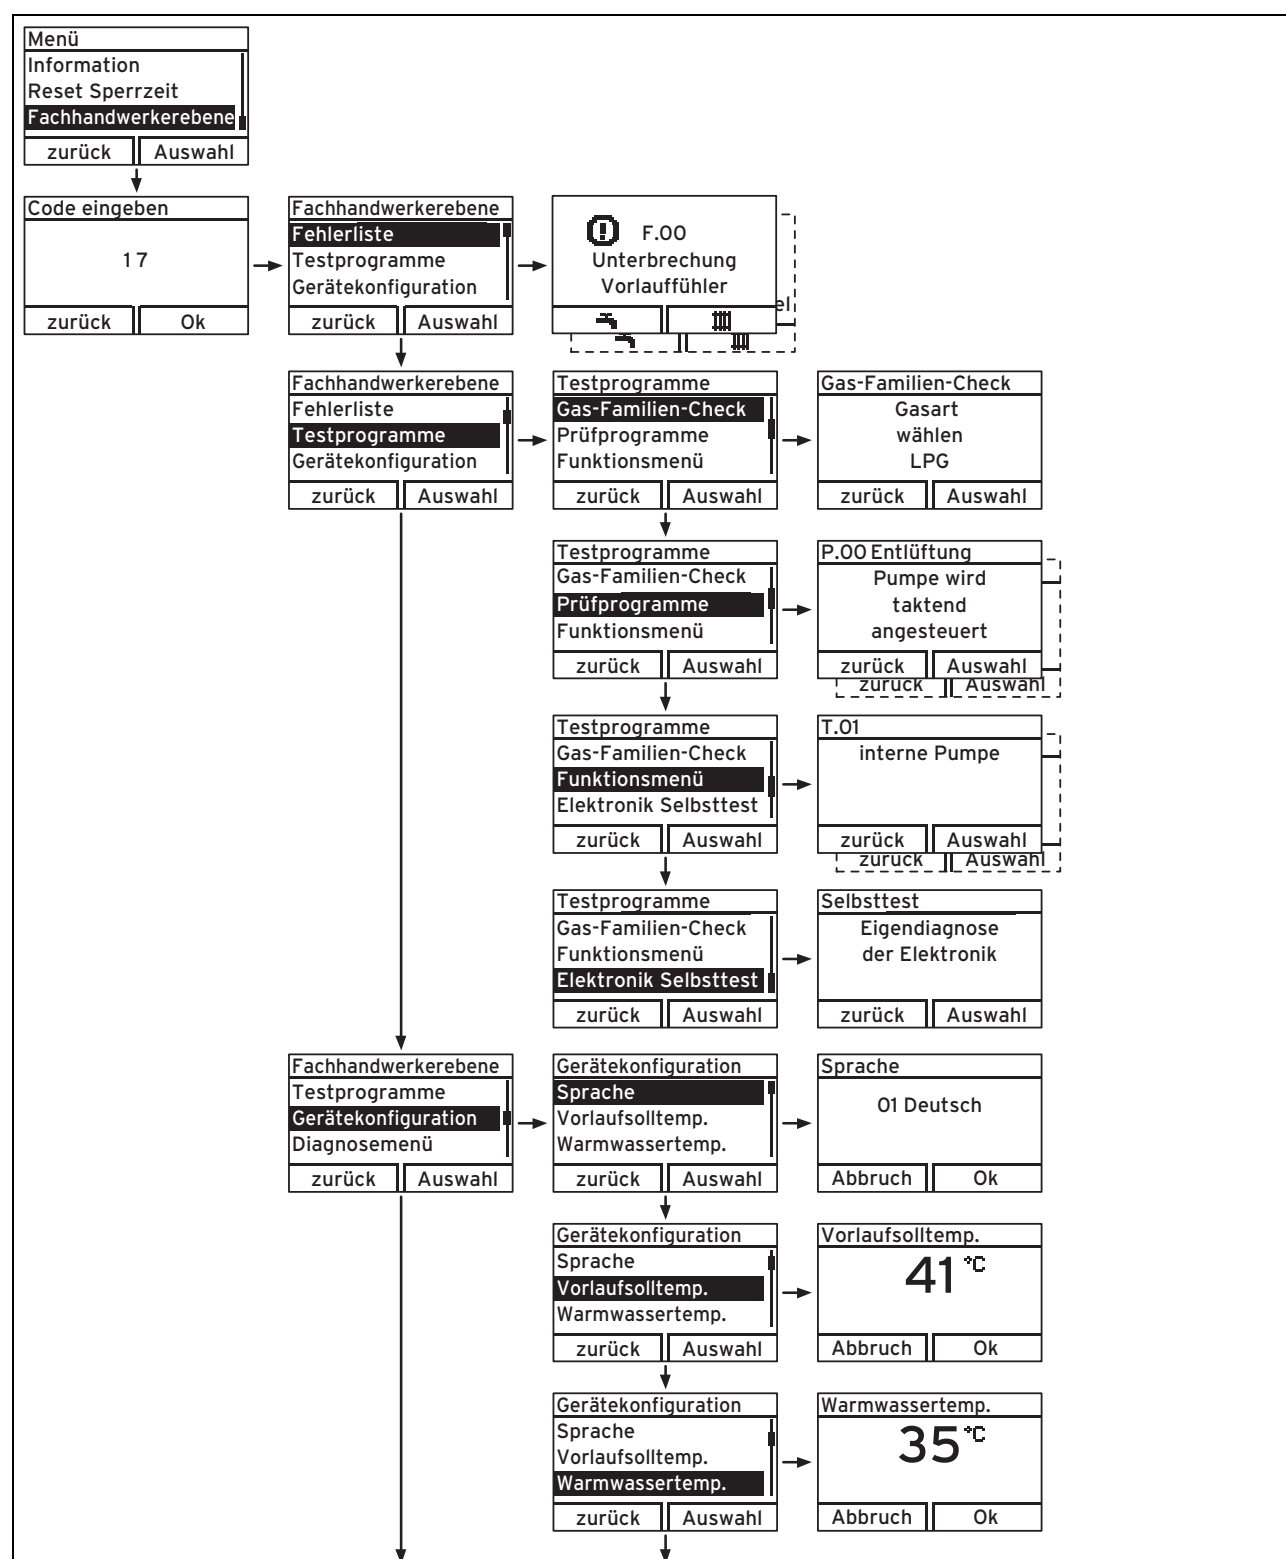 Menü
Information
Reset Sperrzeit
Fachhandwerkerebene
zurück Auswahl
Code eingeben
17
zurück Ok
Fachhandwerkerebene
Fehlerliste
Testprogramme
Gerätekonfiguration
zurück Auswahl
F.00
Unterbrechung
Vorlauffühler
el
Fachhandwerkerebene
Fehlerliste
Testprogramme
Gerätekonfiguration
zurück Auswahl
Testprogramme
Gas-Familien-Check
Prüfprogramme
Funktionsmenü
zurück Auswahl
Gas-Familien-Check
Gasart
wählen
LPG
zurück Auswahl
Testprogramme
Gas-Familien-Check
Prüfprogramme
Funktionsmenü
zurück Auswahl
P.00 Entlüftung
Pumpe wird
taktend
angesteuert
zurück Auswahl
zurück Auswahl
Testprogramme
Gas-Familien-Check
Funktionsmenü
Elektronik Selbsttest
zurück Auswahl
T.01
interne Pumpe
zurück Auswahl
zurück Auswahl
Testprogramme
Gas-Familien-Check
Funktionsmenü
Elektronik Selbsttest
zurück Auswahl
Selbsttest
Eigendiagnose
der Elektronik
zurück Auswahl
Fachhandwerkerebene
Testprogramme
Gerätekonfiguration
Diagnosemenü
zurück Auswahl
Gerätekonfiguration
Sprache
Vorlaufsolltemp.
Warmwassertemp.
zurück Auswahl
Sprache
01 Deutsch
Abbruch Ok
Gerätekonfiguration
Sprache
Vorlaufsolltemp.
Warmwassertemp.
zurück Auswahl
Vorlaufsolltemp.
41 °C
Abbruch Ok
Gerätekonfiguration
Sprache
Vorlaufsolltemp.
Warmwassertemp.
zurück Auswahl
Warmwassertemp.
35 °C
Abbruch Ok